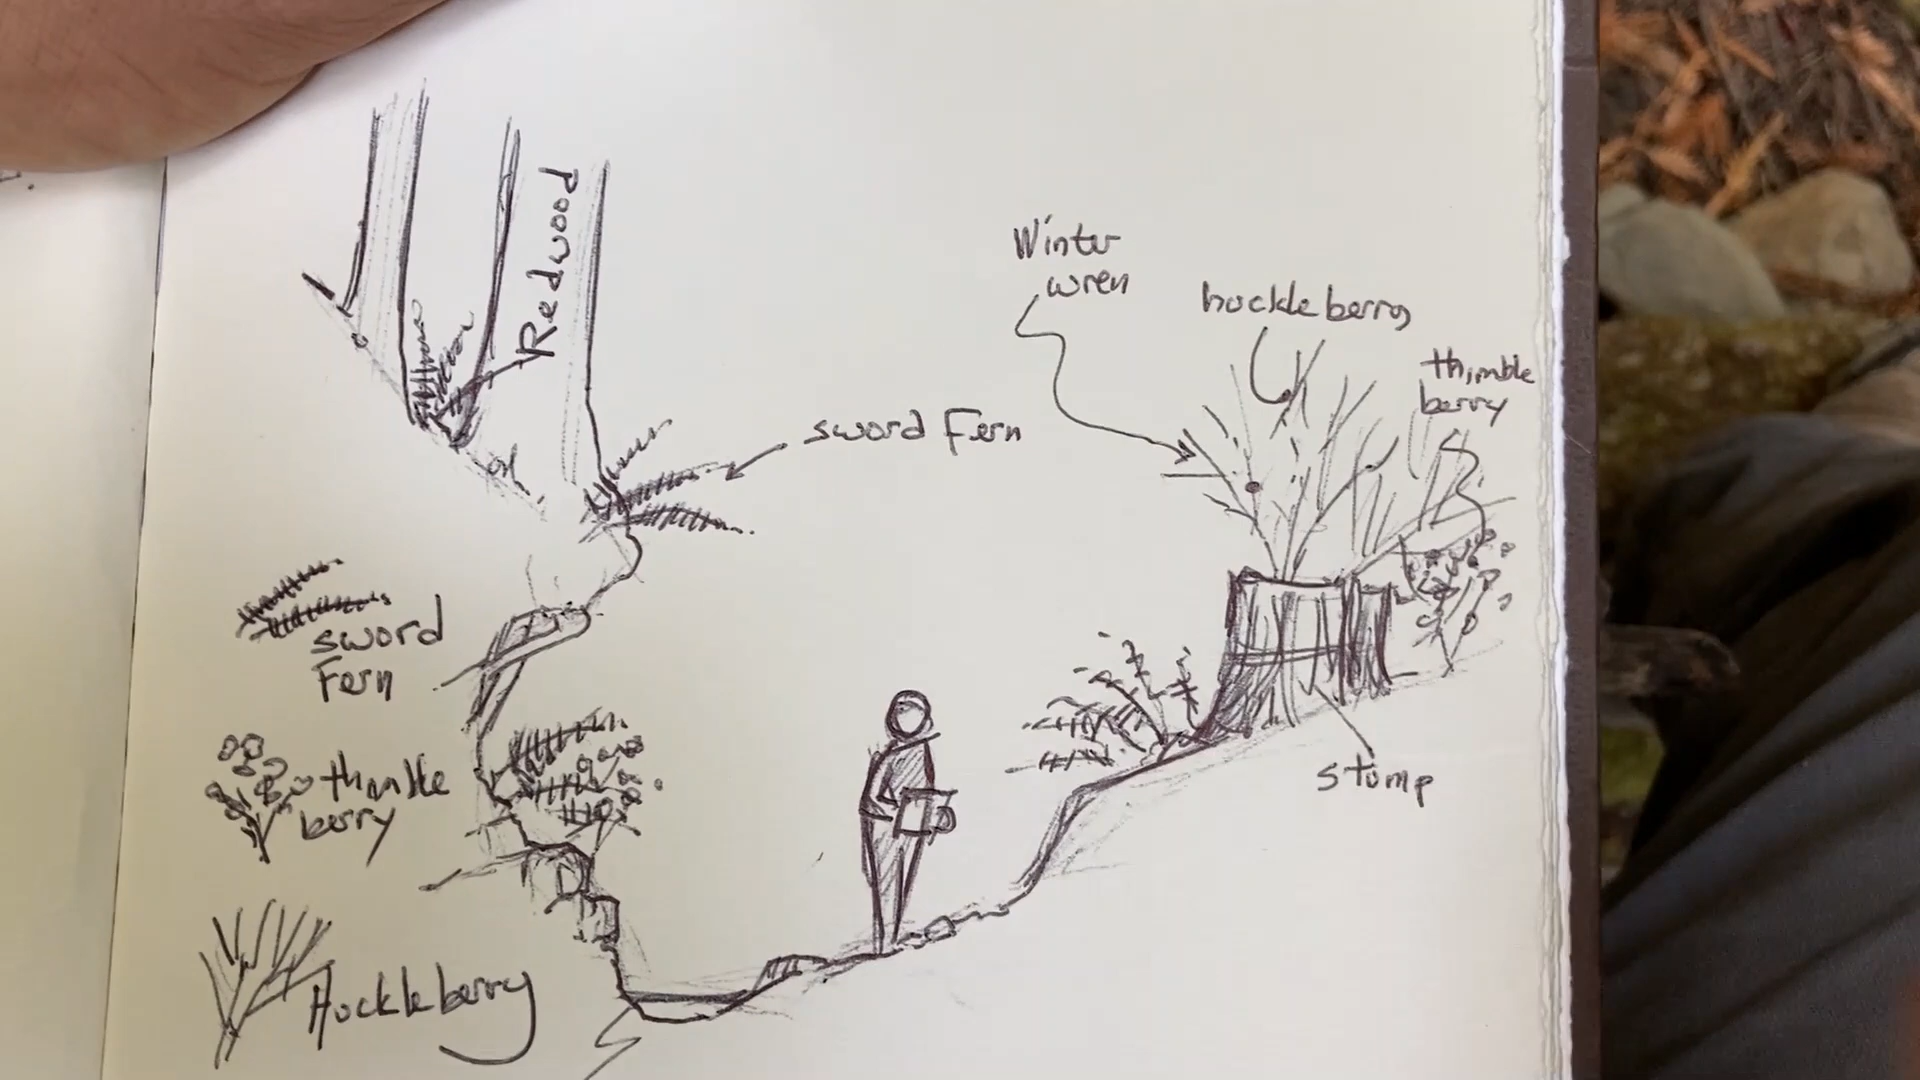 Redwood
Winter
wren
huckleberry
thimble
berry
sword Fern
sword
Fern
thimble
berry
stump
Huckleberry